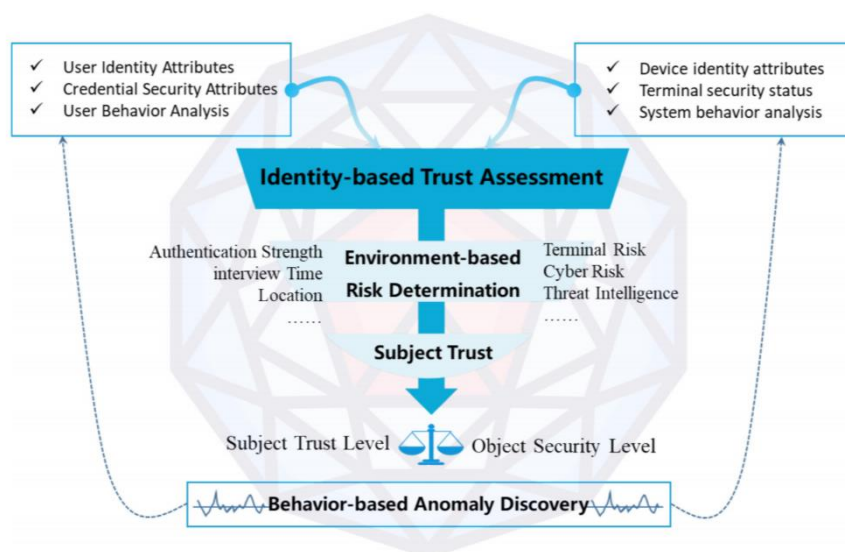 ✓ User Identity Attributes
✓ Credential Security Attributes
✓ User Behavior Analysis
✓ Device identity attributes
✓ Terminal security status
✓ System behavior analysis
Identity-based Trust Assessment
Authentication Strength
interview Time
Location
……
Environment-based
Risk Determination
Terminal Risk
Cyber Risk
Threat Intelligence
……
Subject Trust
Subject Trust Level
Object Security Level
Behavior-based Anomaly Discovery